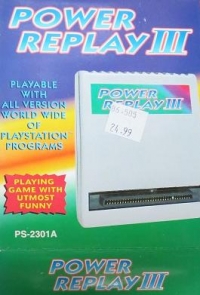 POWER
REPLAY III
PLAYABLE
WITH
ALL VERSION
WORLD WIDE
OF
PLAYSTATION
PROGRAMS
POWER
REPLAY III
24.99
PLAYING
GAME WITH
UTMOST
FUNNY
PS-2301A
POWER
REPLAY III